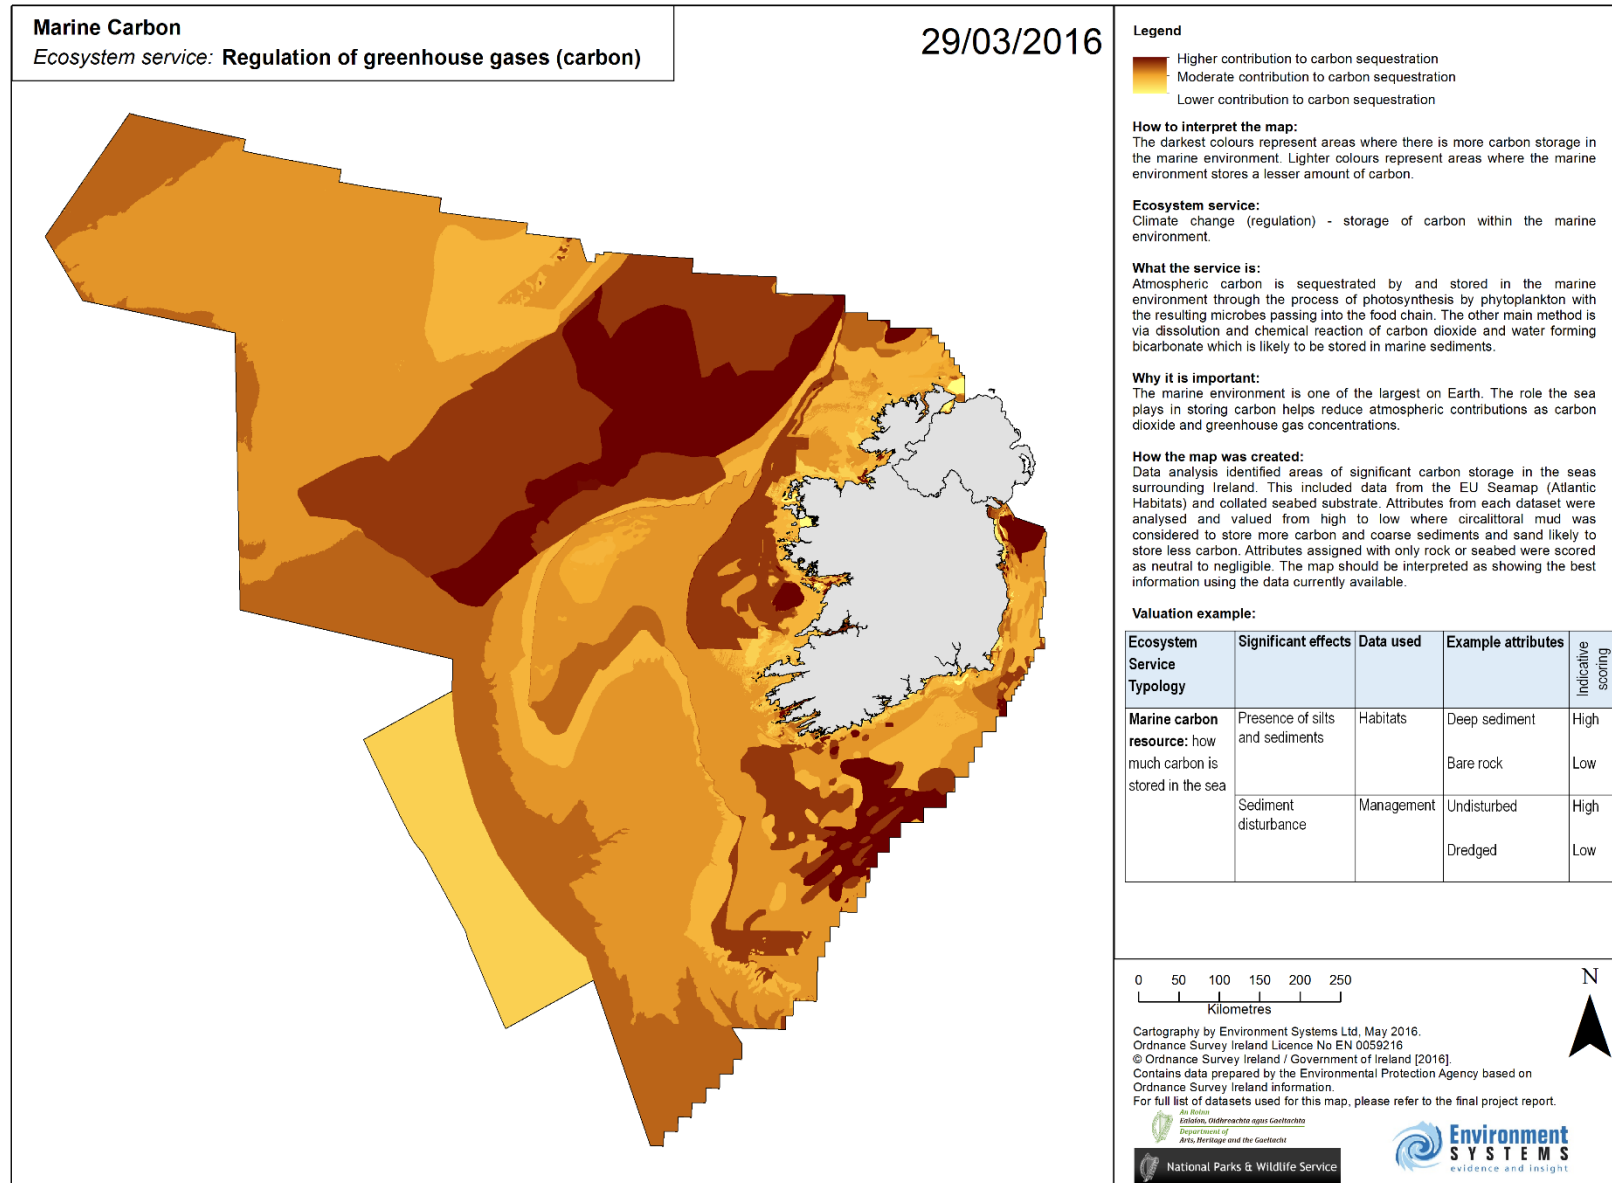 Marine Carbon
Ecosystem service: Regulation of greenhouse gases (carbon)
29/03/2016
Legend
Higher contribution to carbon sequestration
Moderate contribution to carbon sequestration
Lower contribution to carbon sequestration
How to interpret the map:
The darkest colours represent areas where there is more carbon storage in
the marine environment. Lighter colours represent areas where the marine
environment stores a lesser amount of carbon.
Ecosystem service:
Climate change (regulation) - storage of carbon within the marine
environment.
What the service is:
Atmospheric carbon is sequestrated by and stored in the marine
environment through the process of photosynthesis by phytoplankton with
the resulting microbes passing into the food chain. The other main method is
via dissolution and chemical reaction of carbon dioxide and water forming
bicarbonate which is likely to be stored in marine sediments.
Why it is important:
The marine environment is one of the largest on Earth. The role the sea
plays in storing carbon helps reduce atmospheric contributions as carbon
dioxide and greenhouse gas concentrations.
How the map was created:
Data analysis identified areas of significant carbon storage in the seas
surrounding Ireland. This included data from the EU Seamap (Atlantic
Habitats) and collated seabed substrate. Attributes from each dataset were
analysed and valued from high to low where circalittoral mud was
considered to store more carbon and coarse sediments and sand likely to
store less carbon. Attributes assigned with only rock or seabed were scored
as neutral to negligible. The map should be interpreted as showing the best
information using the data currently available.
Valuation example:
Ecosystem Service Typology
Significant effects
Data used
Example attributes
Indicative scoring
Marine carbon resource: how much carbon is stored in the sea
Presence of silts and sediments
Habitats
Deep sediment
High
Bare rock
Low
Sediment disturbance
Management
Undisturbed
High
Dredged
Low
0 50 100 150 200 250
Kilometres
N
Cartography by Environment Systems Ltd, May 2016.
Ordnance Survey Ireland Licence No EN 0059216
© Ordnance Survey Ireland / Government of Ireland [2016].
Contains data prepared by the Environmental Protection Agency based on
Ordnance Survey Ireland information.
For full list of datasets used for this map, please refer to the final project report.
An Roinn
Ealaíon, Oidhreachta agus Gaeltachta
Department of
Arts, Heritage and the Gaeltacht
National Parks & Wildlife Service
Environment
SYSTEMS
evidence and insight